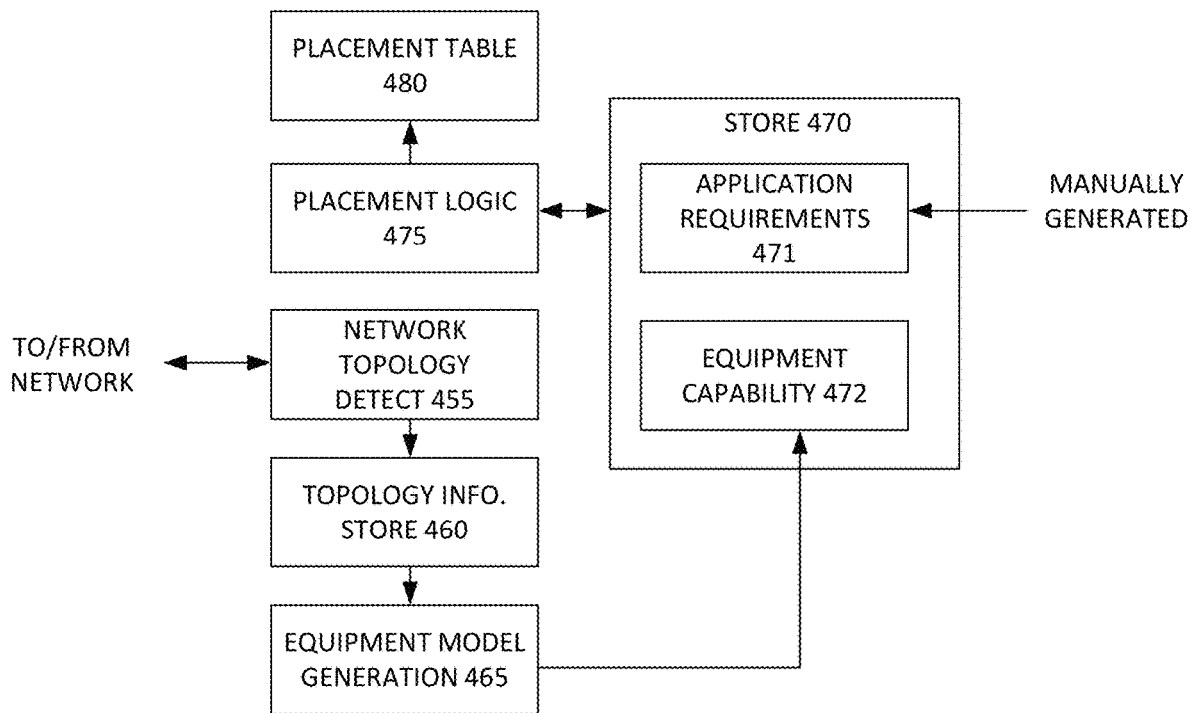 PLACEMENT TABLE
480
STORE 470
PLACEMENT LOGIC
475
APPLICATION
REQUIREMENTS
471
MANUALLY
GENERATED
TO/FROM
NETWORK
NETWORK
TOPOLOGY
DETECT 455
EQUIPMENT
CAPABILITY 472
TOPOLOGY INFO.
STORE 460
EQUIPMENT MODEL
GENERATION 465